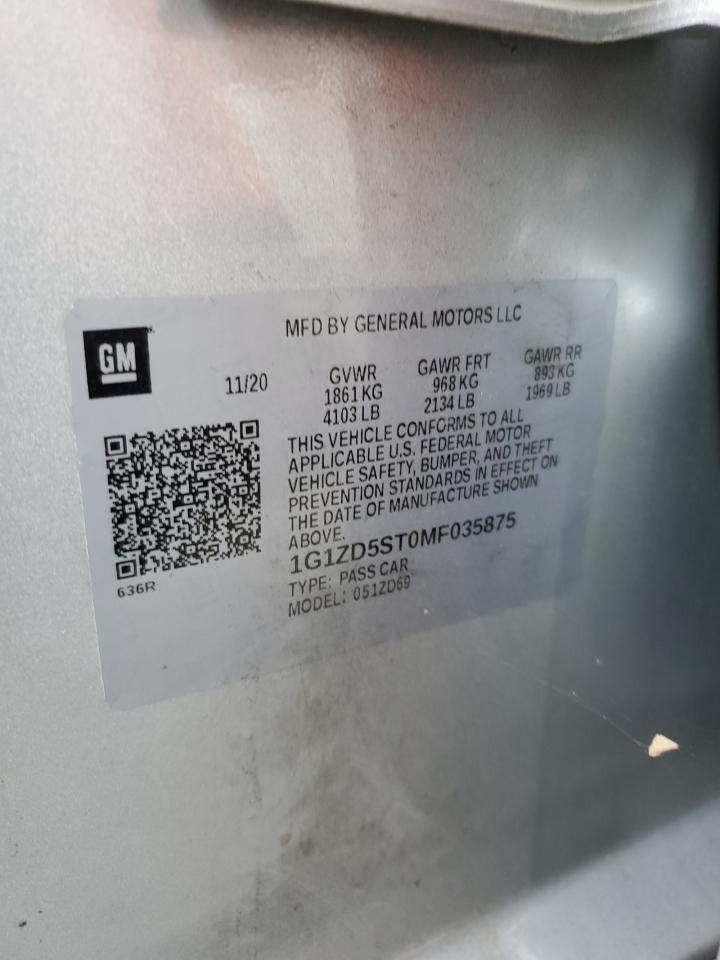 MFD BY GENERAL MOTORS LLC
GM
11/20
GVWR
1861 KG
4103 LB
GAWR FRT
968 KG
2134 LB
GAWR RR
893 KG
1969 LB
THIS VEHICLE CONFORMS TO ALL
APPLICABLE U.S. FEDERAL MOTOR
VEHICLE SAFETY, BUMPER, AND THEFT
PREVENTION STANDARDS IN EFFECT ON
THE DATE OF MANUFACTURE SHOWN
ABOVE.
1G1ZD5ST0MF035875
TYPE: PASS CAR
MODEL: 051ZD69
636R